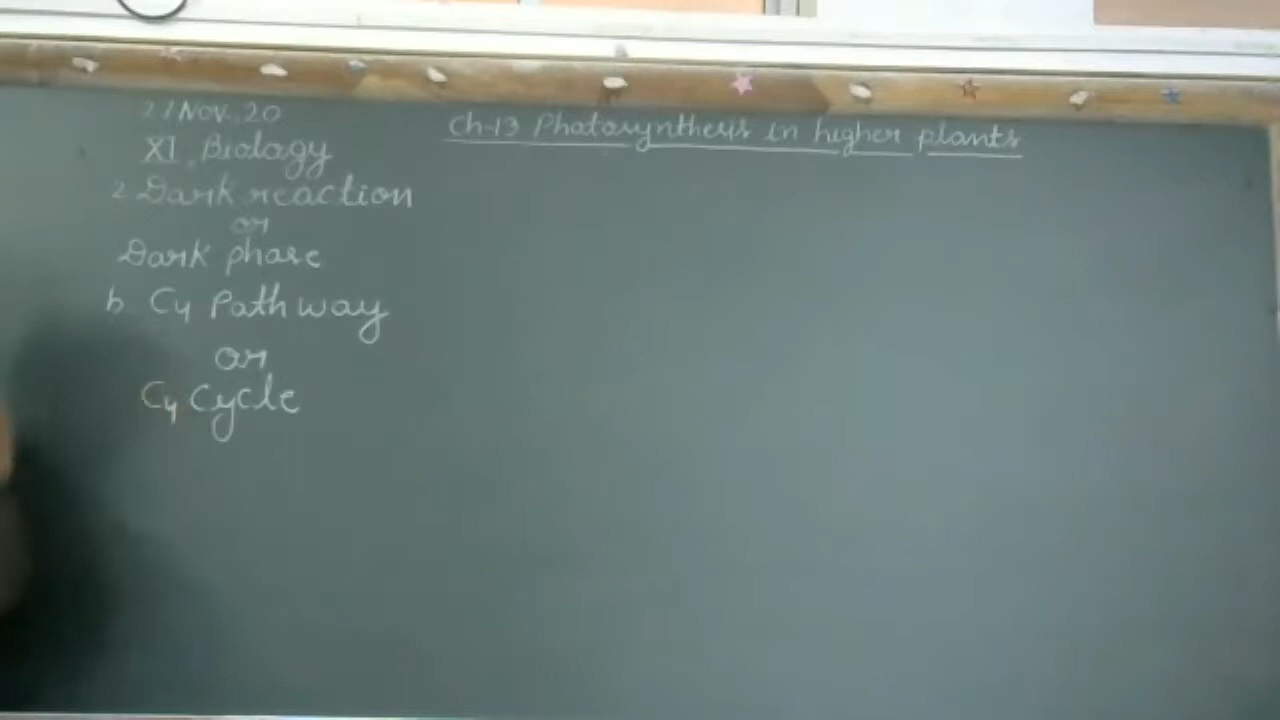 27 Nov. 20
Ch-13 Photosynthesis in higher plants
XI Biology
2 Dark reaction
or
Dark phase
b. C4 Pathway
or
C4 Cycle